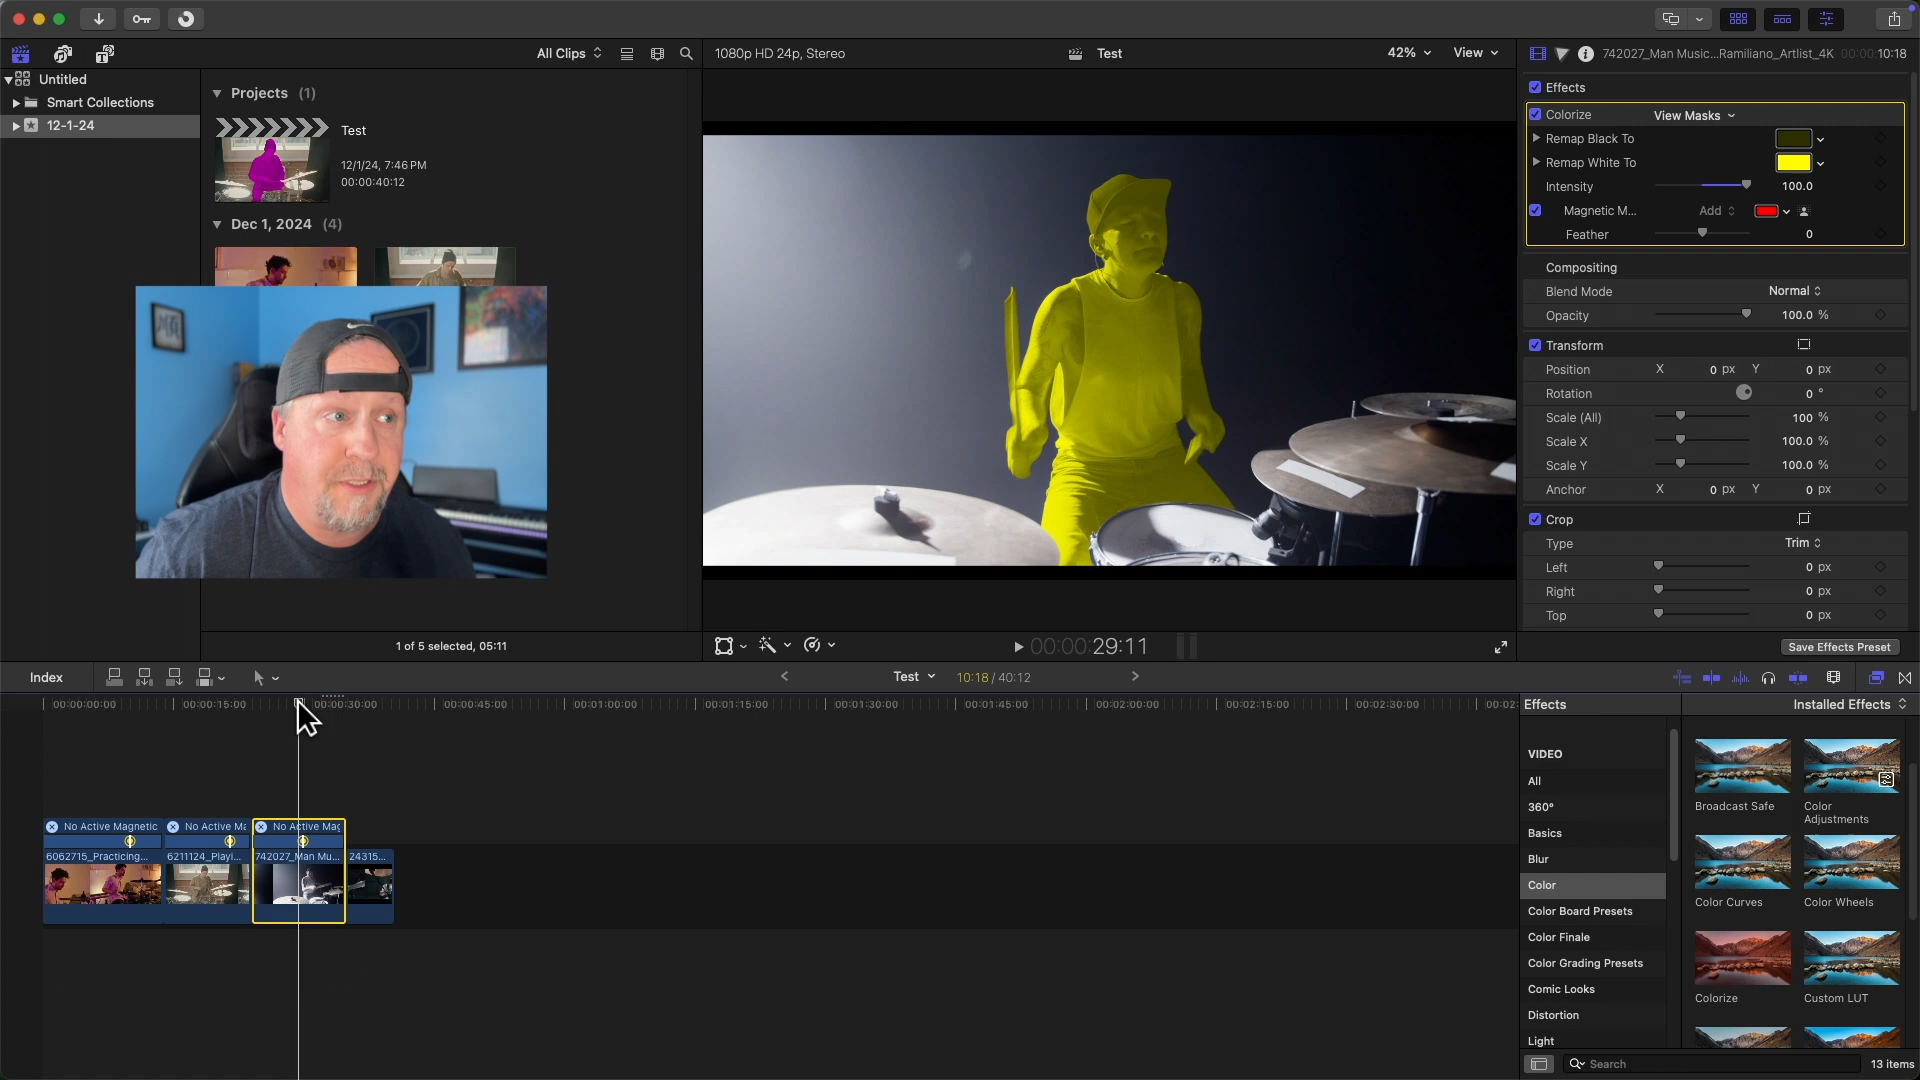 All Clips
1080p HD 24p, Stereo
Test
42%
View
742027_Man Music...Ramiliano_Artlist_4K
00:00:10:18
Untitled
Smart Collections
12-1-24
Projects (1)
Test
12/1/24, 7:46 PM
00:00:40:12
Dec 1, 2024 (4)
1 of 5 selected, 05:11
00:00:29:11
Effects
Colorize
View Masks
Remap Black To
Remap White To
Intensity 100.0
Magnetic M... Add
Feather 0
Compositing
Blend Mode Normal
Opacity 100.0 %
Transform
Position X 0 px Y 0 px
Rotation 0 °
Scale (All) 100 %
Scale X 100.0 %
Scale Y 100.0 %
Anchor X 0 px Y 0 px
Crop
Type Trim
Left 0 px
Right 0 px
Top 0 px
Save Effects Preset
Index
Test
10:18 / 40:12
00:00:00:00 00:00:15:00 00:00:30:00 00:00:45:00 00:01:00:00 00:01:15:00 00:01:30:00 00:01:45:00 00:02:00:00 00:02:15:00 00:02:30:00 00:02:
No Active Magnetic
No Active Ma
No Active Mag
6062715_Practicing...
6211124_Playi...
742027_Man Mu...
24315...
Effects
Installed Effects
VIDEO
All
360°
Basics
Blur
Color
Color Board Presets
Color Finale
Color Grading Presets
Comic Looks
Distortion
Light
Broadcast Safe
Color
Adjustments
Color Curves
Color Wheels
Colorize
Custom LUT
Search
13 items